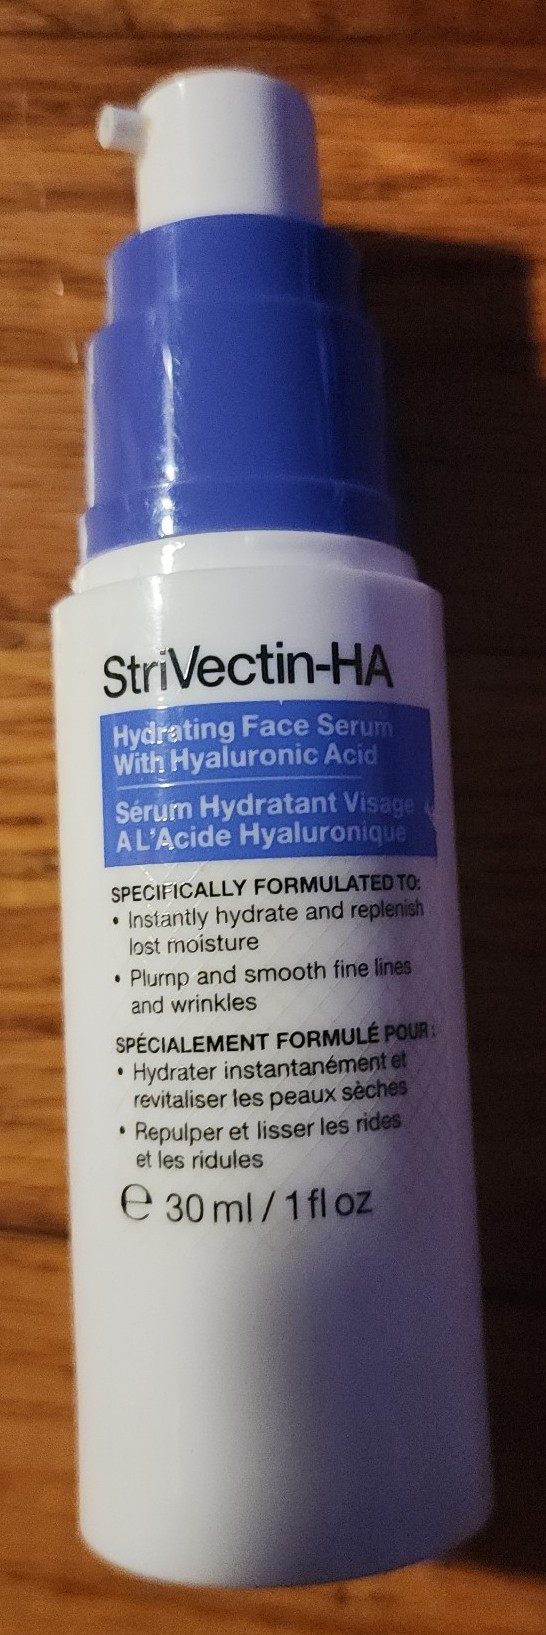 StriVectin-HA
Hydrating Face Serum
With Hyaluronic Acid
Sérum Hydratant Visage
A L'Acide Hyaluronique
SPECIFICALLY FORMULATED TO:
• Instantly hydrate and replenish
lost moisture
• Plump and smooth fine lines
and wrinkles
SPÉCIALEMENT FORMULÉ POUR:
• Hydrater instantanément et
revitaliser les peaux sèches
• Repulper et lisser les rides
et les ridules
℮ 30 ml / 1 fl oz